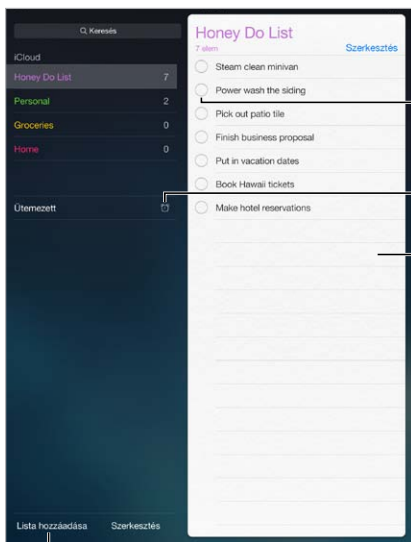 Keresés
iCloud
Honey Do List 7
Personal 2
Groceries 0
Home 0
Ütemezett
Lista hozzáadása Szerkesztés
Honey Do List
7 elem Szerkesztés
Steam clean minivan
Power wash the siding
Pick out patio tile
Finish business proposal
Put in vacation dates
Book Hawaii tickets
Make hotel reservations